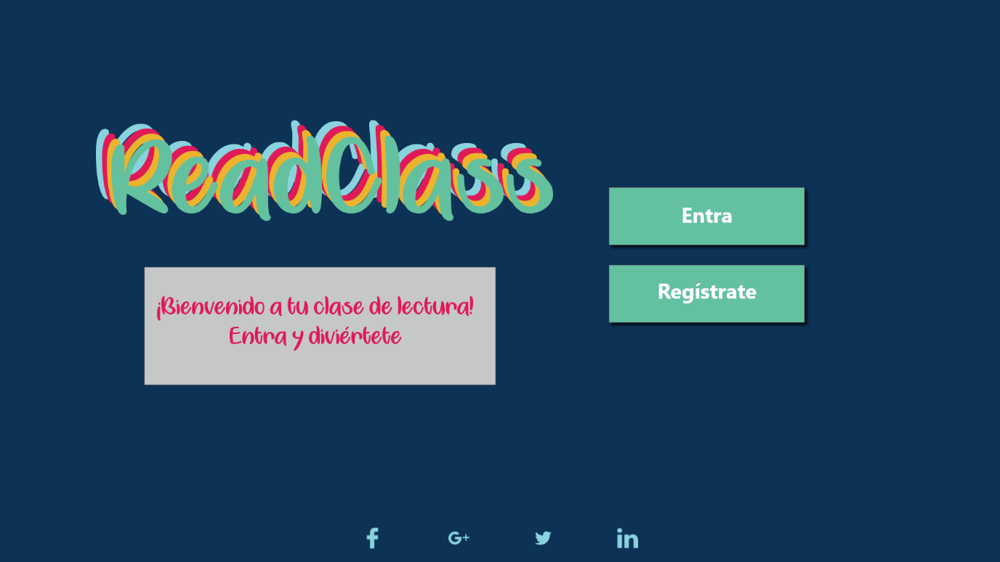 ReadClass
¡Bienvenido a tu clase de lectura!
Entra y diviértete
Entra
Regístrate